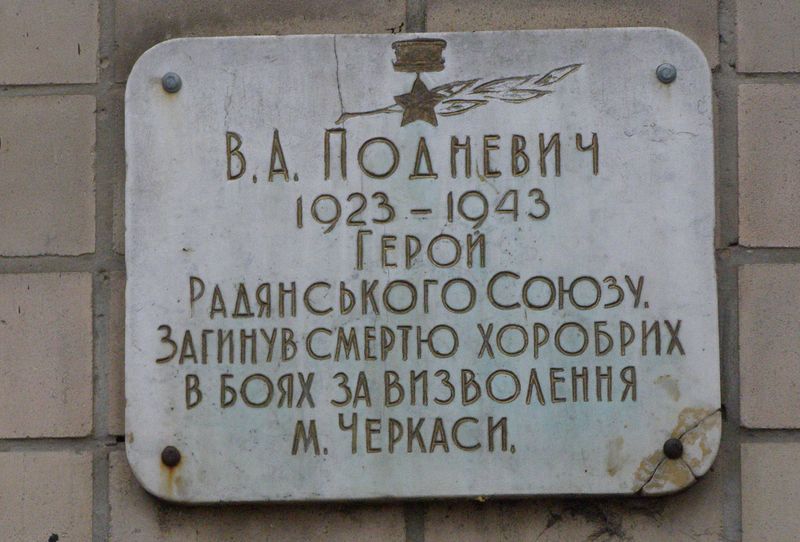 В.А. Подневич
1923 – 1943
Герой
Радянського Союзу.
Загинув смертю хоробрих
в боях за визволення
м. Черкаси.